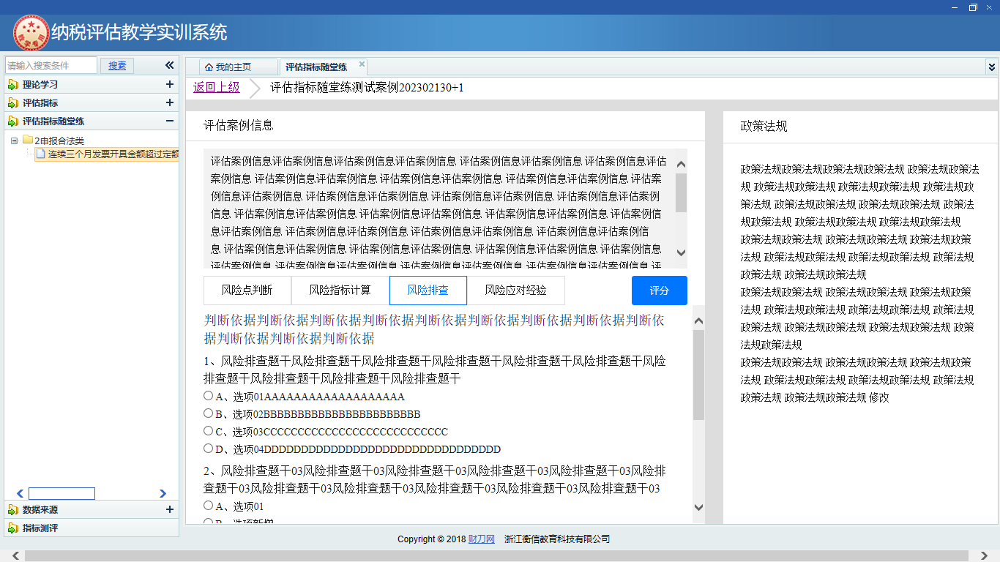 纳税评估教学实训系统
请输入搜索条件
搜素
理论学习
评估指标
评估指标随堂练
2申报合法类
连续三个月发票开具金额超过定额
数据来源
指标测评
我的主页
评估指标随堂练
返回上级
评估指标随堂练测试案例202302130+1
评估案例信息
评估案例信息评估案例信息评估案例信息评估案例信息 评估案例信息评估案例信息 评估案例信息评估
案例信息 评估案例信息评估案例信息 评估案例信息评估案例信息 评估案例信息评估案例信息 评估案
例信息评估案例信息 评估案例信息评估案例信息 评估案例信息评估案例信息 评估案例信息评估案例
信息 评估案例信息评估案例信息 评估案例信息评估案例信息 评估案例信息评估案例信息 评估案例信
息评估案例信息 评估案例信息评估案例信息 评估案例信息评估案例信息 评估案例信息评估案例信
息 评估案例信息评估案例信息 评估案例信息评估案例信息 评估案例信息评估案例信息 评估案例信息
评估案例信息 评估案例信息评估案例信息 评估案例信息评估案例信息 评估案例信息评估案例信息 评
风险点判断
风险指标计算
风险排查
风险应对经验
评分
判断依据判断依据判断依据判断依据判断依据判断依据判断依据判断依据判断依
据判断依据判断依据判断依据
1、风险排查题干风险排查题干风险排查题干风险排查题干风险排查题干风险排查题干风险
排查题干风险排查题干风险排查题干风险排查题干
A、选项01AAAAAAAAAAAAAAAAAAA
B、选项02BBBBBBBBBBBBBBBBBBBBBBB
C、选项03CCCCCCCCCCCCCCCCCCCCCCCCCCC
D、选项04DDDDDDDDDDDDDDDDDDDDDDDDDDDDDDDD
2、风险排查题干03风险排查题干03风险排查题干03风险排查题干03风险排查题干03风险排
查题干03风险排查题干03风险排查题干03风险排查题干03风险排查题干03风险排查题干03
A、选项01
B、选项新增
政策法规
政策法规政策法规政策法规政策法规 政策法规政策法
规 政策法规政策法规 政策法规政策法规 政策法规政
策法规 政策法规政策法规 政策法规政策法规 政策法
规政策法规 政策法规政策法规 政策法规政策法规
政策法规政策法规 政策法规政策法规 政策法规政策
法规 政策法规政策法规 政策法规政策法规 政策法规
政策法规 政策法规政策法规
政策法规政策法规 政策法规政策法规 政策法规政策
法规 政策法规政策法规 政策法规政策法规 政策法规
政策法规 政策法规政策法规 政策法规政策法规 政策
法规政策法规
政策法规政策法规 政策法规政策法规 政策法规政策
法规 政策法规政策法规 政策法规政策法规 政策法规
政策法规 政策法规政策法规 修改
Copyright © 2018 财刀网 浙江衡信教育科技有限公司